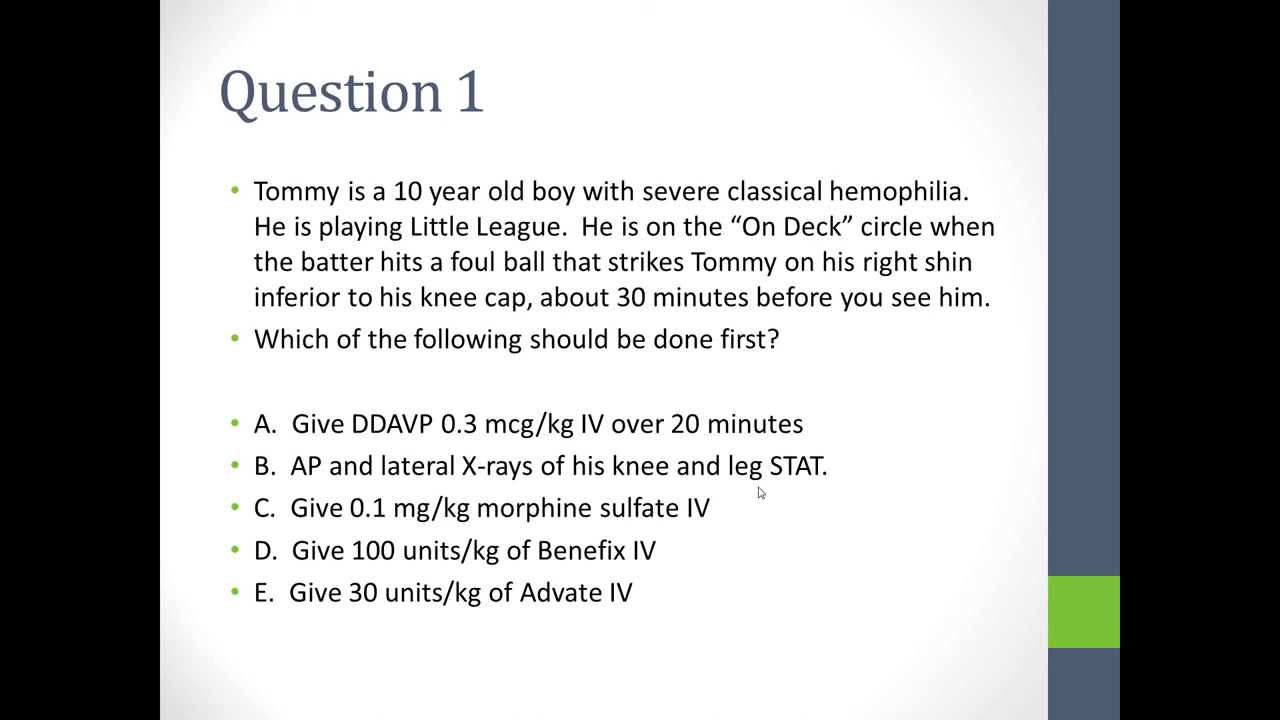 Question 1
• Tommy is a 10 year old boy with severe classical hemophilia.
He is playing Little League.  He is on the “On Deck” circle when
the batter hits a foul ball that strikes Tommy on his right shin
inferior to his knee cap, about 30 minutes before you see him.
• Which of the following should be done first?
• A.  Give DDAVP 0.3 mcg/kg IV over 20 minutes
• B.  AP and lateral X-rays of his knee and leg STAT.
• C.  Give 0.1 mg/kg morphine sulfate IV
• D.  Give 100 units/kg of Benefix IV
• E.  Give 30 units/kg of Advate IV